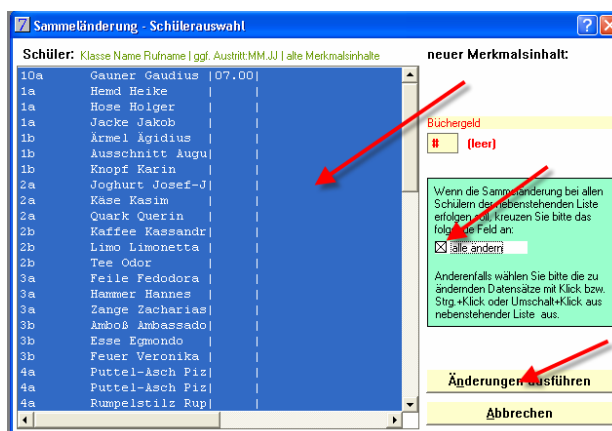 7 Sammeländerung - Schülerauswahl
Schüler: Klasse Name Rufname | ggf. Austritt:MM.JJ | alte Merkmalsinhalte
10a Gauner Gaudius |07.00|
1a Hemd Heike | |
1a Hose Holger | |
1a Jacke Jakob | |
1b Ärmel Ägidius | |
1b Ausschnitt Augu| |
1b Knopf Karin | |
2a Joghurt Josef-J| |
2a Käse Kasim | |
2a Quark Querin | |
2b Kaffee Kassandr| |
2b Limo Limonetta | |
2b Tee Odor | |
3a Feile Fedodora | |
3a Hammer Hannes | |
3a Zange Zacharias| |
3b Amboß Ambassado| |
3b Esse Egmondo | |
3b Feuer Veronika | |
4a Puttel-Asch Piz| |
4a Puttel-Asch Piz| |
4a Rumpelstilz Rup| |
neuer Merkmalsinhalt:
Büchergeld
# (leer)
Wenn die Sammeländerung bei allen
Schülern der nebenstehenden Liste
erfolgen soll, kreuzen Sie bitte das
folgende Feld an:
alle ändern
Anderenfalls wählen Sie bitte die zu
ändernden Datensätze mit Klick bzw.
Strg.+Klick oder Umschalt+Klick aus
nebenstehender Liste aus.
Änderungen ausführen
Abbrechen